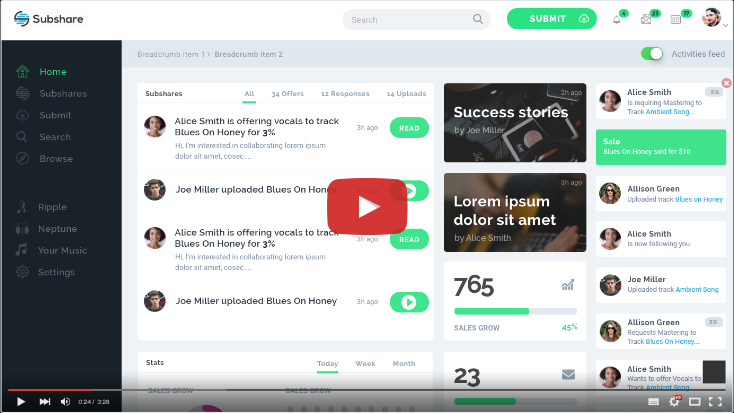 Subshare
Search
SUBMIT
4
23
17
Home
Subshares
Submit
Search
Browse
Ripple
Neptune
Your Music
Settings
Breadcrumb item 1 > Breadcrumb item 2
Activities feed
Subshares
All
34 Offers
12 Responses
14 Uploads
Alice Smith is offering vocals to track
Blues On Honey for 3%
Hi, I'm interested in collaborating lorem ipsum
dolor sit amet, cosec....
3h ago
READ
Joe Miller uploaded Blues On Honey
Alice Smith is offering vocals to track
Blues On Honey for 3%
Hi, I'm interested in collaborating lorem ipsum
dolor sit amet, cosec....
3h ago
READ
Joe Miller uploaded Blues On Honey
3h ago
Stats
Today
Week
Month
SALES GROW
SALES GROW
2h ago
Success stories
by Joe Miller
3h ago
Lorem ipsum
dolor sit amet
by Alice Smith
765
SALES GROW
45%
23
Alice Smith
5%
is requiring Mastering to
Track Ambient Song...
Sale
Blues On Honey sold for $10
Allison Green
Uploaded track Blues on Honey
Alice Smith
is now following you
Joe Miller
Uploaded track Ambient Song
Allison Green
3%
Requests Mastering to
Track Blues On Honey...
Alice Smith
Wants to offer Vocals to
Track Ambient Song...
0:24 / 3:28
HD